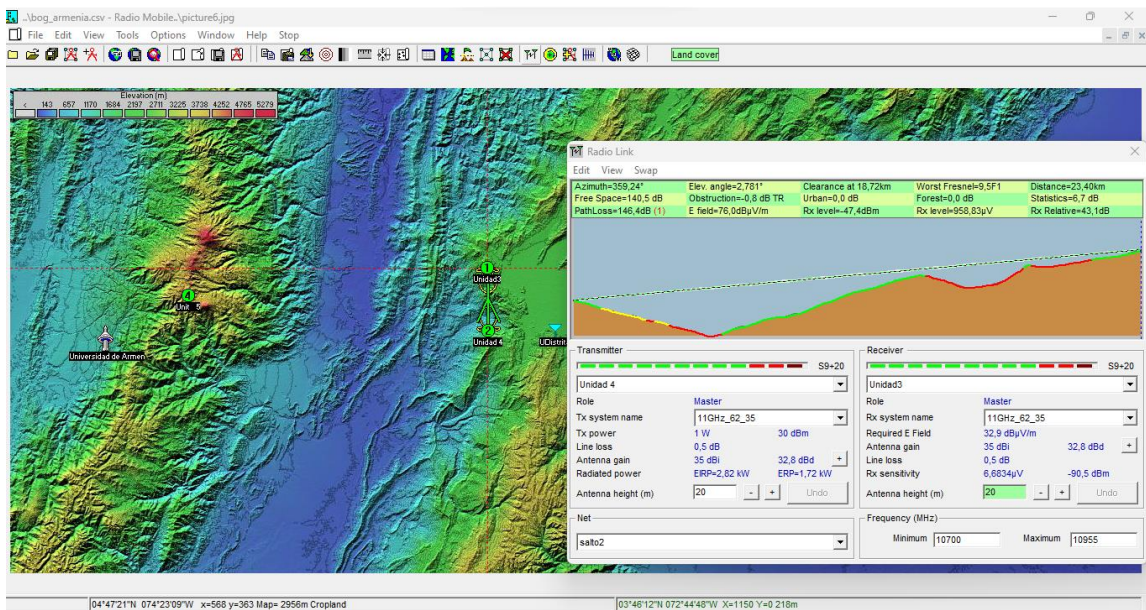 ..\bog_armenia.csv - Radio Mobile..\picture6.jpg
File Edit View Tools Options Window Help Stop
Land cover
Elevation (m)
< 143 657 1170 1684 2197 2711 3225 3738 4252 4765 5279
1
Unidad3
4
Unit 5
2
Unidad 4
Universidad de Armen
UDistrit
Radio Link
Edit View Swap
Azimuth=359,24° Elev. angle=2,781° Clearance at 18,72km Worst Fresnel=9,5F1 Distance=23,40km
Free Space=140,5 dB Obstruction=-0,8 dB TR Urban=0,0 dB Forest=0,0 dB Statistics=6,7 dB
PathLoss=146,4dB (1) E field=76,0dBµV/m Rx level=-47,4dBm Rx level=958,83µV Rx Relative=43,1dB
Transmitter
S9+20
Unidad 4
Role Master
Tx system name 11GHz_62_35
Tx power 1 W 30 dBm
Line loss 0,5 dB
Antenna gain 35 dBi 32,8 dBd +
Radiated power EIRP=2,82 kW ERP=1,72 kW
Antenna height (m) 20 - + Undo
Net
salto2
Receiver
S9+20
Unidad3
Role Master
Rx system name 11GHz_62_35
Required E Field 32,9 dBµV/m
Antenna gain 35 dBi 32,8 dBd +
Line loss 0,5 dB
Rx sensitivity 6,6834µV -90,5 dBm
Antenna height (m) 20 - + Undo
Frequency (MHz)
Minimum 10700 Maximum 10955
04°47'21"N 074°23'09"W x=568 y=363 Map= 2956m Cropland
03°46'12"N 072°44'48"W X=1150 Y=0 218m